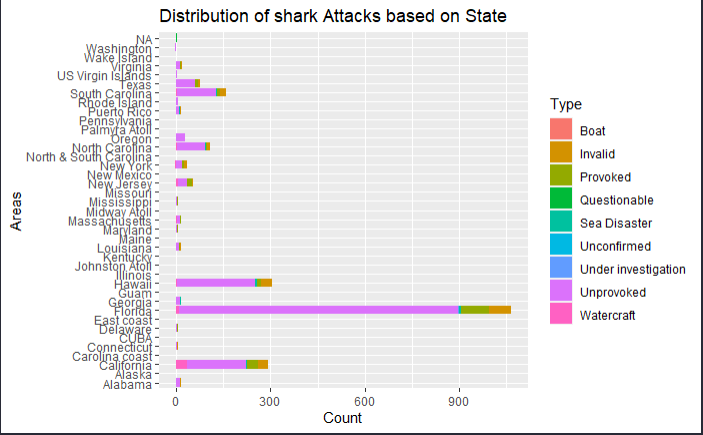 Distribution of shark Attacks based on State
Areas
NA
Washington
Wake Island
Virginia
US Virgin Islands
Texas
South Carolina
Rhode Island
Puerto Rico
Pennsylvania
Palmyra Atoll
Oregon
North Carolina
North & South Carolina
New York
New Mexico
New Jersey
Missouri
Mississippi
Midway Atoll
Massachusetts
Maryland
Maine
Louisiana
Kentucky
Johnston Atoll
Illinois
Hawaii
Guam
Georgia
Florida
East coast
Delaware
CUBA
Connecticut
Carolina coast
California
Alaska
Alabama
0 300 600 900
Count
Type
Boat
Invalid
Provoked
Questionable
Sea Disaster
Unconfirmed
Under investigation
Unprovoked
Watercraft